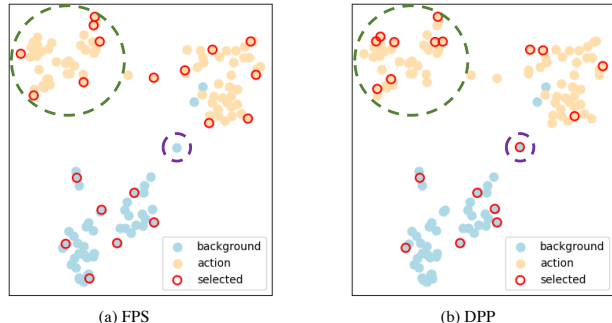 background
action
selected
(a) FPS
background
action
selected
(b) DPP